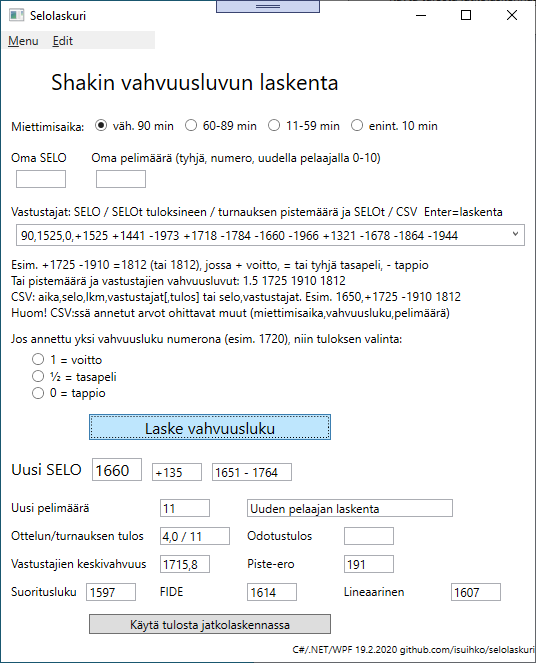 Selolaskuri
Menu Edit
Shakin vahvuusluvun laskenta
Miettimisaika: väh. 90 min 60-89 min 11-59 min enint. 10 min
Oma SELO Oma pelimäärä (tyhjä, numero, uudella pelaajalla 0-10)
Vastustajat: SELO / SELOt tuloksineen / turnauksen pistemäärä ja SELOt / CSV Enter=laskenta
90,1525,0,+1525 +1441 -1973 +1718 -1784 -1660 -1966 +1321 -1678 -1864 -1944
Esim. +1725 -1910 =1812 (tai 1812), jossa + voitto, = tai tyhjä tasapeli, - tappio
Tai pistemäärä ja vastustajien vahvuusluvut: 1.5 1725 1910 1812
CSV: aika,selo,lkm,vastustajat[,tulos] tai selo,vastustajat. Esim. 1650,+1725 -1910 1812
Huom! CSV:ssä annetut arvot ohittavat muut (miettimisaika,vahvuusluku,pelimäärä)
Jos annettu yksi vahvuusluku numerona (esim. 1720), niin tuloksen valinta:
1 = voitto
½ = tasapeli
0 = tappio
Laske vahvuusluku
Uusi SELO 1660 +135 1651 - 1764
Uusi pelimäärä 11 Uuden pelaajan laskenta
Ottelun/turnauksen tulos 4,0 / 11 Odotustulos
Vastustajien keskivahvuus 1715,8 Piste-ero 191
Suoritusluku 1597 FIDE 1614 Lineaarinen 1607
Käytä tulosta jatkolaskennassa
C#/.NET/WPF 19.2.2020 github.com/isuihko/selolaskuri